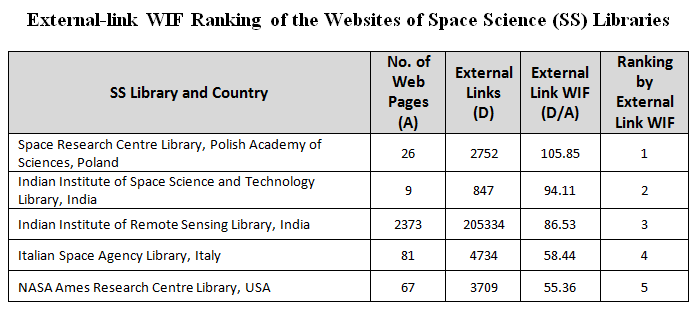 External-link WIF Ranking of the Websites of Space Science (SS) Libraries
SS Library and Country
No. of
Web
Pages
(A)
External
Links
(D)
External
Link WIF
(D/A)
Ranking
by
External
Link WIF
Space Research Centre Library, Polish Academy of
Sciences, Poland
26
2752
105.85
1
Indian Institute of Space Science and Technology
Library, India
9
847
94.11
2
Indian Institute of Remote Sensing Library, India
2373
205334
86.53
3
Italian Space Agency Library, Italy
81
4734
58.44
4
NASA Ames Research Centre Library, USA
67
3709
55.36
5